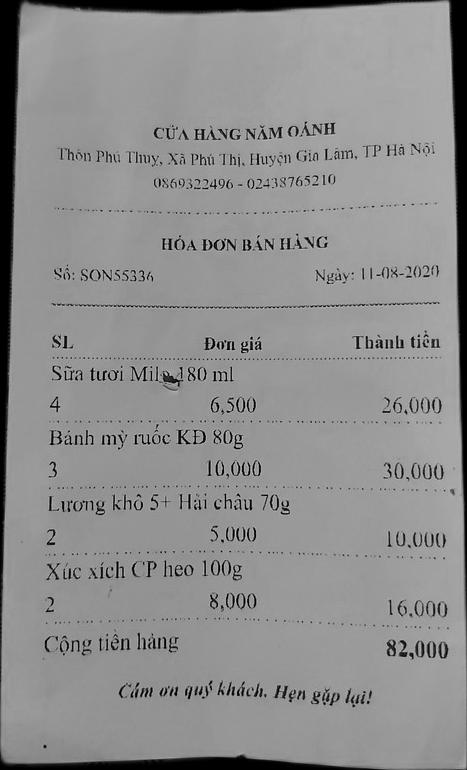 CỬA HÀNG NĂM OÁNH
Thôn Phú Thụy, Xã Phú Thị, Huyện Gia Lâm, TP Hà Nội
0869322496 - 02438765210
HÓA ĐƠN BÁN HÀNG
Số: SON55336 Ngày: 11-08-2020
SL Đơn giá Thành tiền
Sữa tươi Milo 180 ml
4 6,500 26,000
Bánh mỳ ruốc KĐ 80g
3 10,000 30,000
Lương khô 5+ Hải châu 70g
2 5,000 10,000
Xúc xích CP heo 100g
2 8,000 16,000
Cộng tiền hàng 82,000
Cảm ơn quý khách. Hẹn gặp lại!